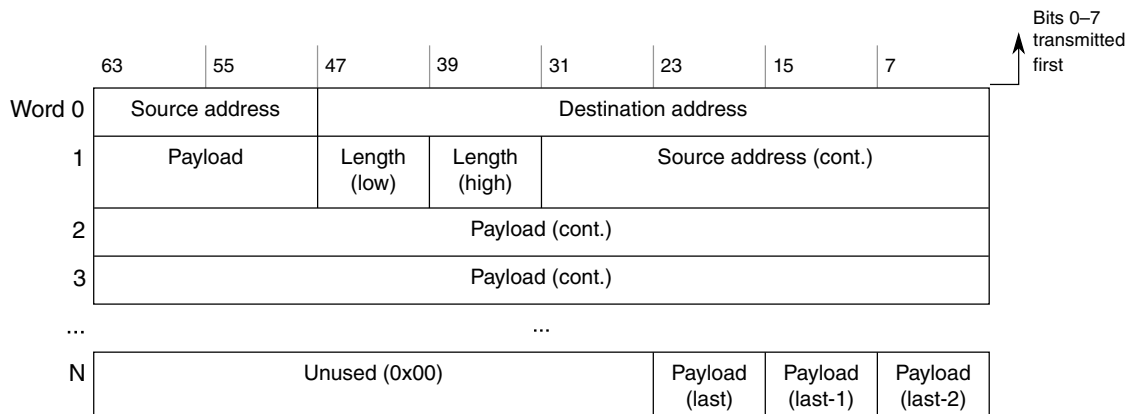 Bits 0–7
transmitted
first
63 55 47 39 31 23 15 7
Word 0 Source address Destination address
1 Payload Length Length Source address (cont.)
(low) (high)
2 Payload (cont.)
3 Payload (cont.)
... ...
N Unused (0x00) Payload Payload Payload
(last) (last-1) (last-2)